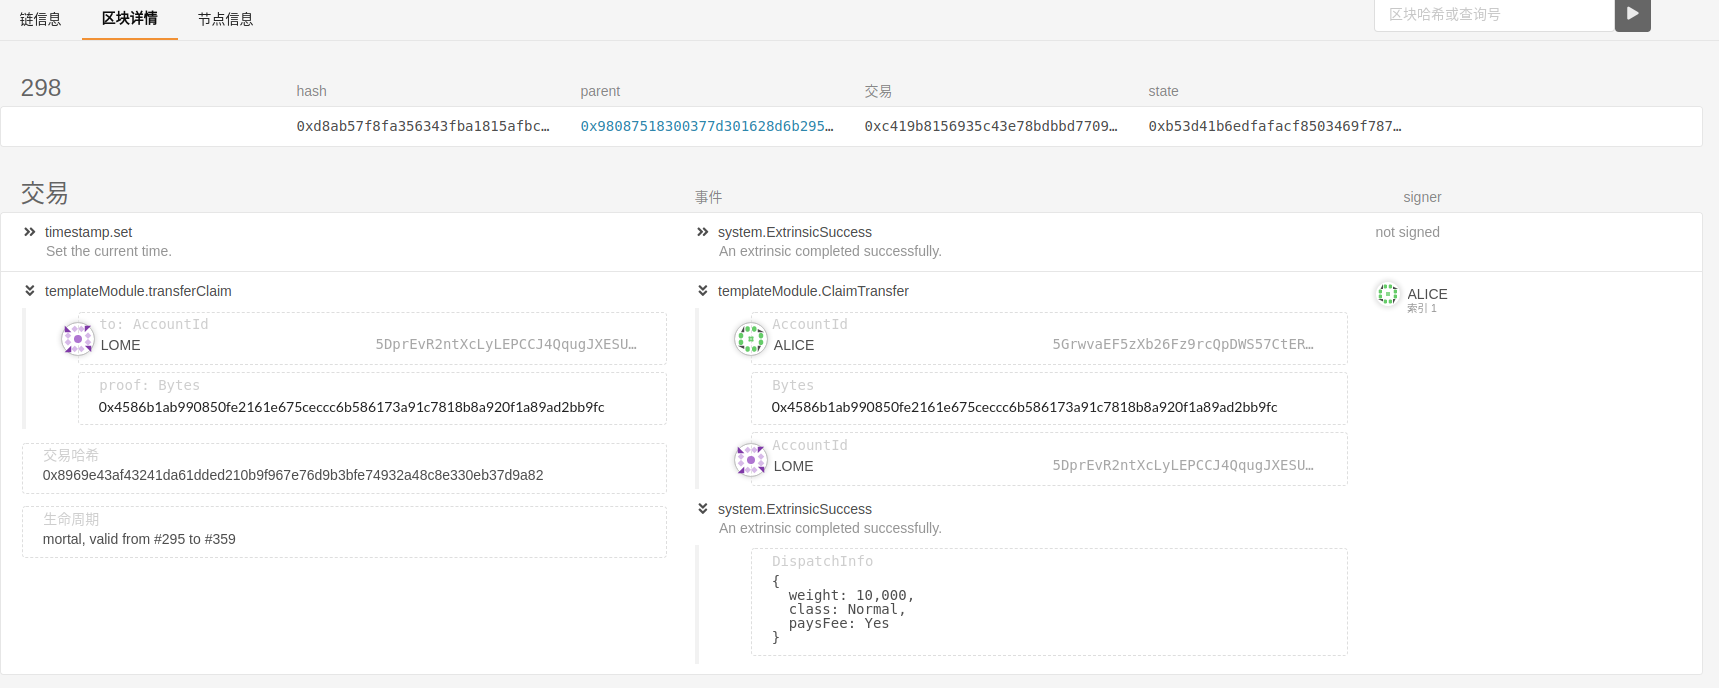 链信息 区块详情 节点信息 区块哈希或查询号
298 hash parent 交易 state
0xd8ab57f8fa356343fba1815afbc… 0x98087518300377d301628d6b295… 0xc419b8156935c43e78bdbbd7709… 0xb53d41b6edfafacf8503469f787…
交易 事件 signer
timestamp.set system.ExtrinsicSuccess not signed
Set the current time. An extrinsic completed successfully.
templateModule.transferClaim templateModule.ClaimTransfer ALICE
索引 1
to: AccountId AccountId
LOME 5DprEvR2ntXcLyLEPCCJ4QqugJXESU… ALICE 5GrwvaEF5zXb26Fz9rcQpDWS57CtER…
proof: Bytes Bytes
0x4586b1ab990850fe2161e675ceccc6b586173a91c7818b8a920f1a89ad2bb9fc 0x4586b1ab990850fe2161e675ceccc6b586173a91c7818b8a920f1a89ad2bb9fc
交易哈希 AccountId
0x8969e43af43241da61dded210b9f967e76d9b3bfe74932a48c8e330eb37d9a82 LOME 5DprEvR2ntXcLyLEPCCJ4QqugJXESU…
生命周期 system.ExtrinsicSuccess
mortal, valid from #295 to #359 An extrinsic completed successfully.
DispatchInfo
{
weight: 10,000,
class: Normal,
paysFee: Yes
}